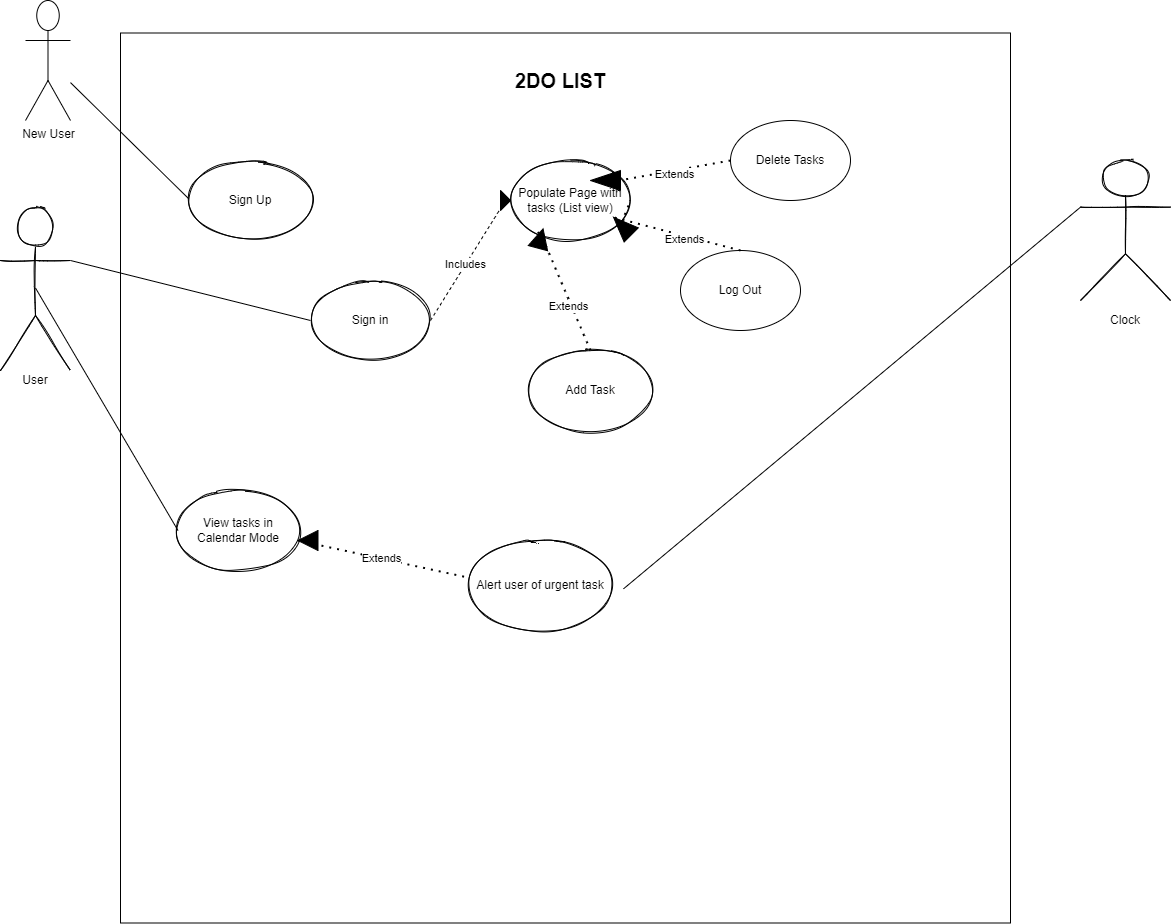 2DO LIST
New User
Sign Up
Populate Page with
tasks (List view)
Extends
Delete Tasks
Extends
Log Out
Includes
Sign in
Extends
Add Task
User
Clock
View tasks in
Calendar Mode
Extends
Alert user of urgent task